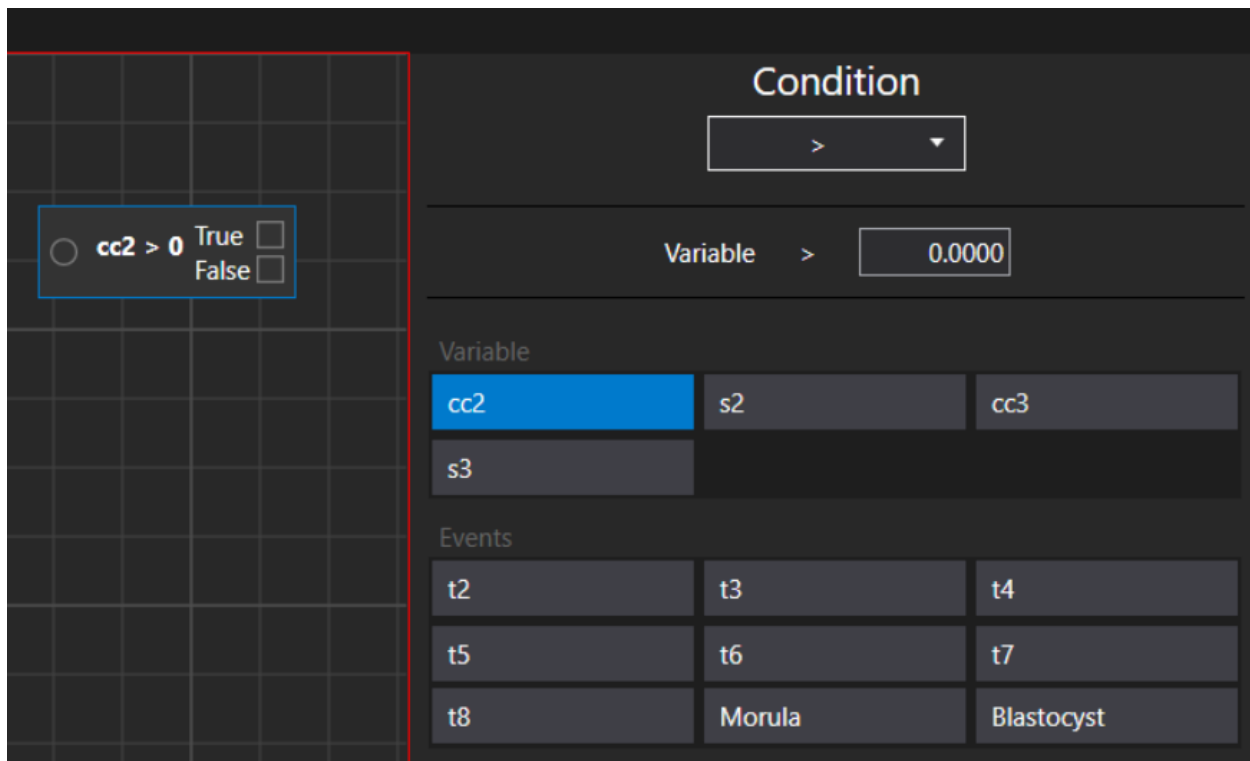 Condition
>
cc2 > 0 True
False
Variable > 0.0000
Variable
cc2 s2 cc3
s3
Events
t2 t3 t4
t5 t6 t7
t8 Morula Blastocyst